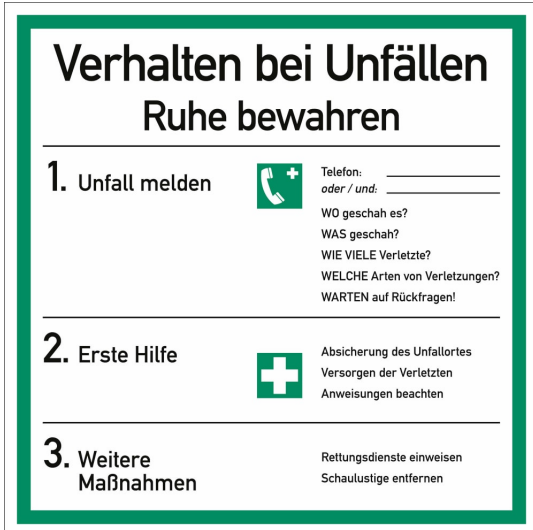 Verhalten bei Unfällen
Ruhe bewahren
1. Unfall melden
Telefon:
oder / und:
WO geschah es?
WAS geschah?
WIE VIELE Verletzte?
WELCHE Arten von Verletzungen?
WARTEN auf Rückfragen!
2. Erste Hilfe
Absicherung des Unfallortes
Versorgen der Verletzten
Anweisungen beachten
3. Weitere
Maßnahmen
Rettungsdienste einweisen
Schaulustige entfernen